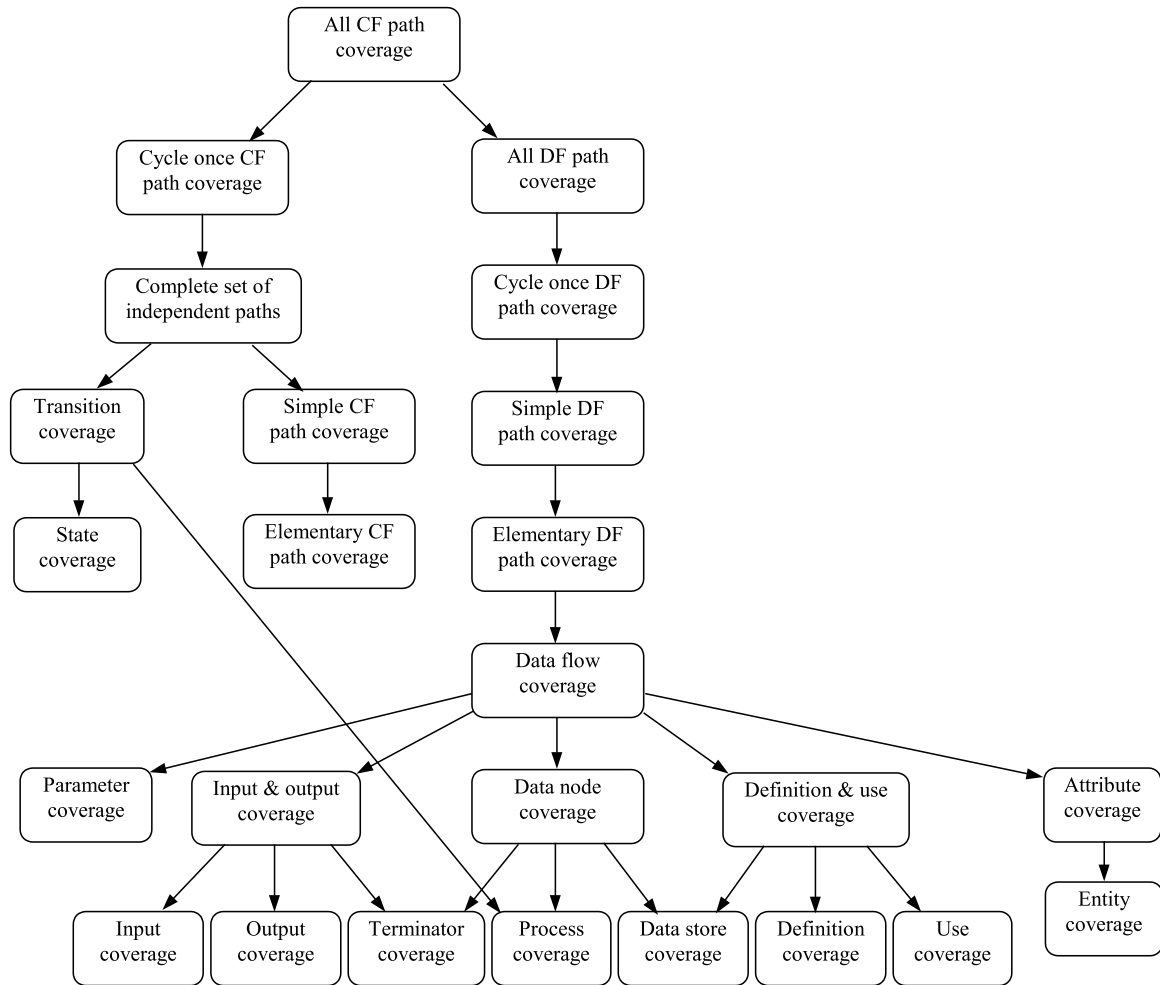 All CF path
coverage
Cycle once CF
path coverage
All DF path
coverage
Complete set of
independent paths
Cycle once DF
path coverage
Transition
coverage
Simple CF
path coverage
Simple DF
path coverage
State
coverage
Elementary CF
path coverage
Elementary DF
path coverage
Data flow
coverage
Parameter
coverage
Input & output
coverage
Data node
coverage
Definition & use
coverage
Attribute
coverage
Input
coverage
Output
coverage
Terminator
coverage
Process
coverage
Data store
coverage
Definition
coverage
Use
coverage
Entity
coverage